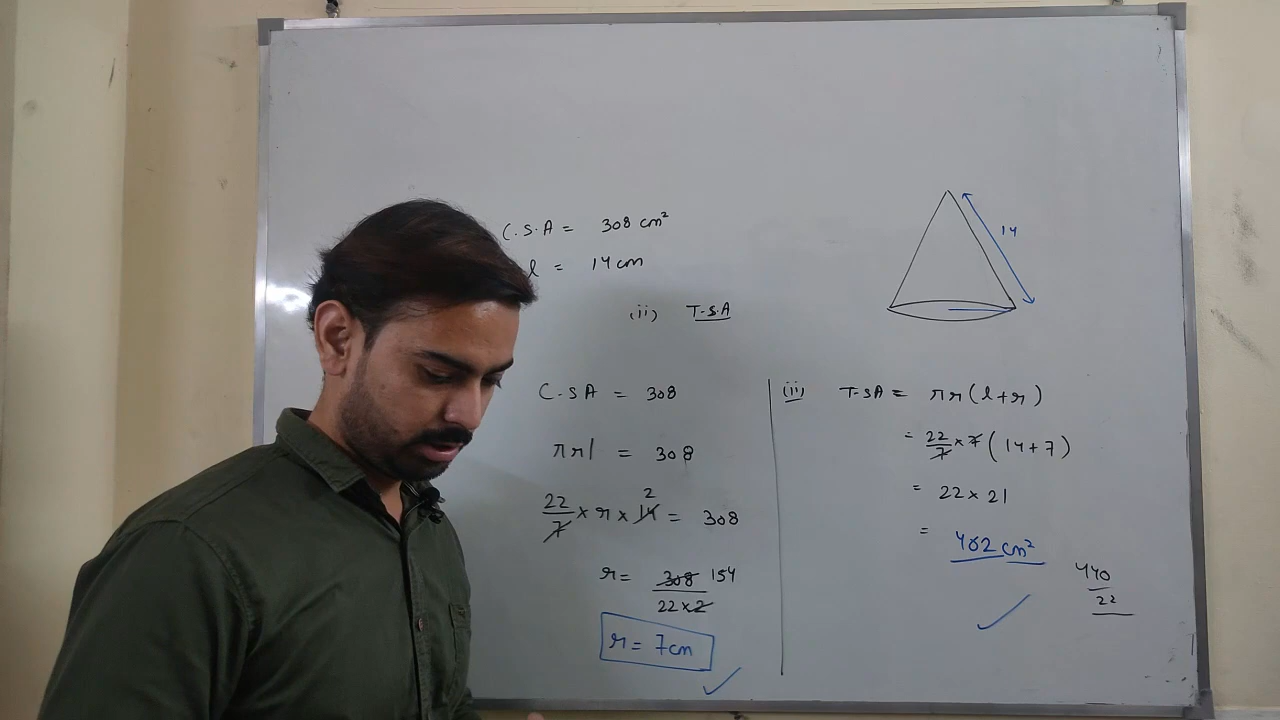 C.S.A = 308 cm²
l = 14 cm
(ii) T.S.A
14
C.S.A = 308
πrl = 308
22/7 × r × 14 2 = 308
r = 308 154 / 22×2
r = 7cm
(ii) T.S.A = πr(l+r)
= 22/7 × 7 (14+7)
= 22×21
= 462 cm²
440
22